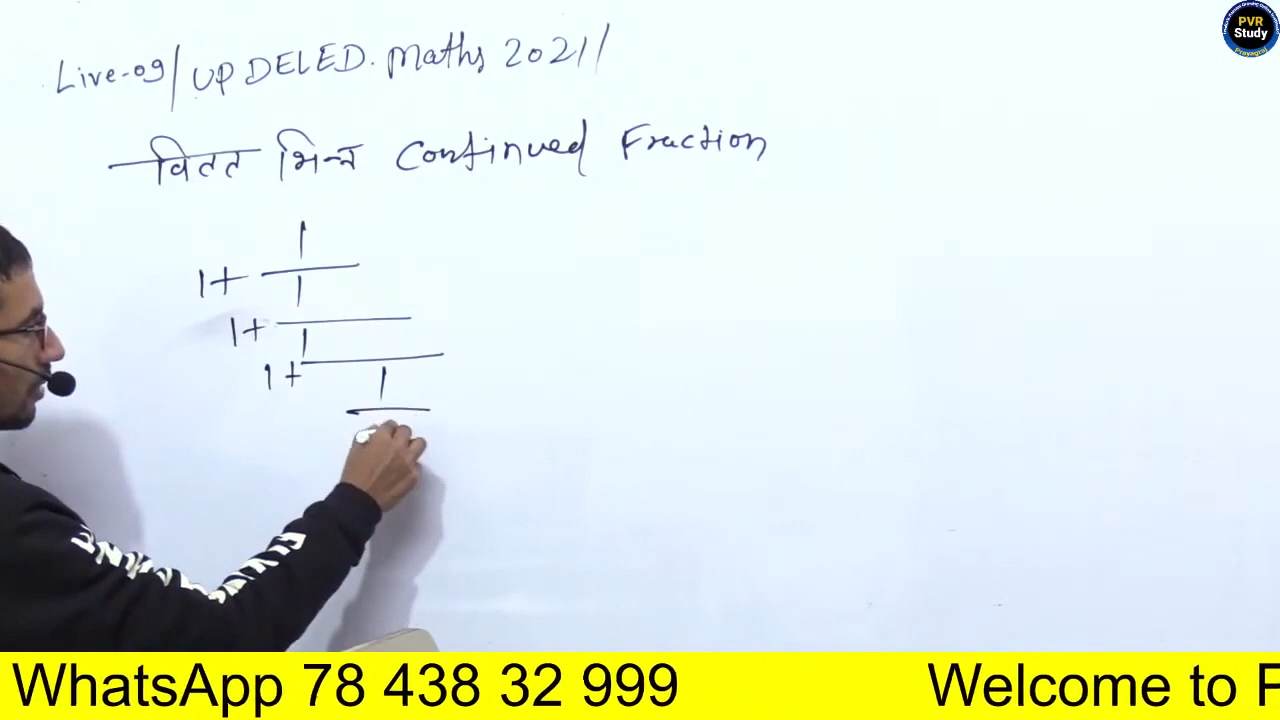 Live-09/ UP DELED. Maths 2021/
वितत भिन्न Continued Fraction
1
1+
1
1+
1
1+
1
PVR
Study
Prayagraj
WhatsApp 78 438 32 999
Welcome to